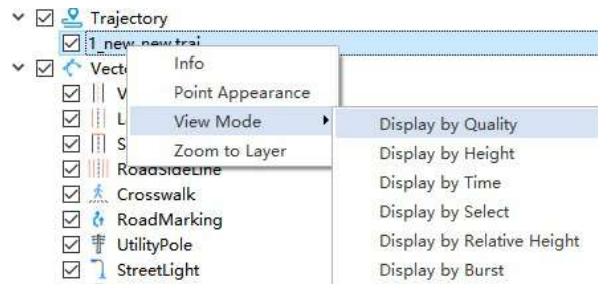 Trajectory
1_new_new.traj
Vect
Info
V
Point Appearance
L
View Mode
Display by Quality
S
Zoom to Layer
Display by Height
RoadSideLine
Display by Time
Crosswalk
Display by Select
RoadMarking
Display by Relative Height
UtilityPole
Display by Burst
StreetLight